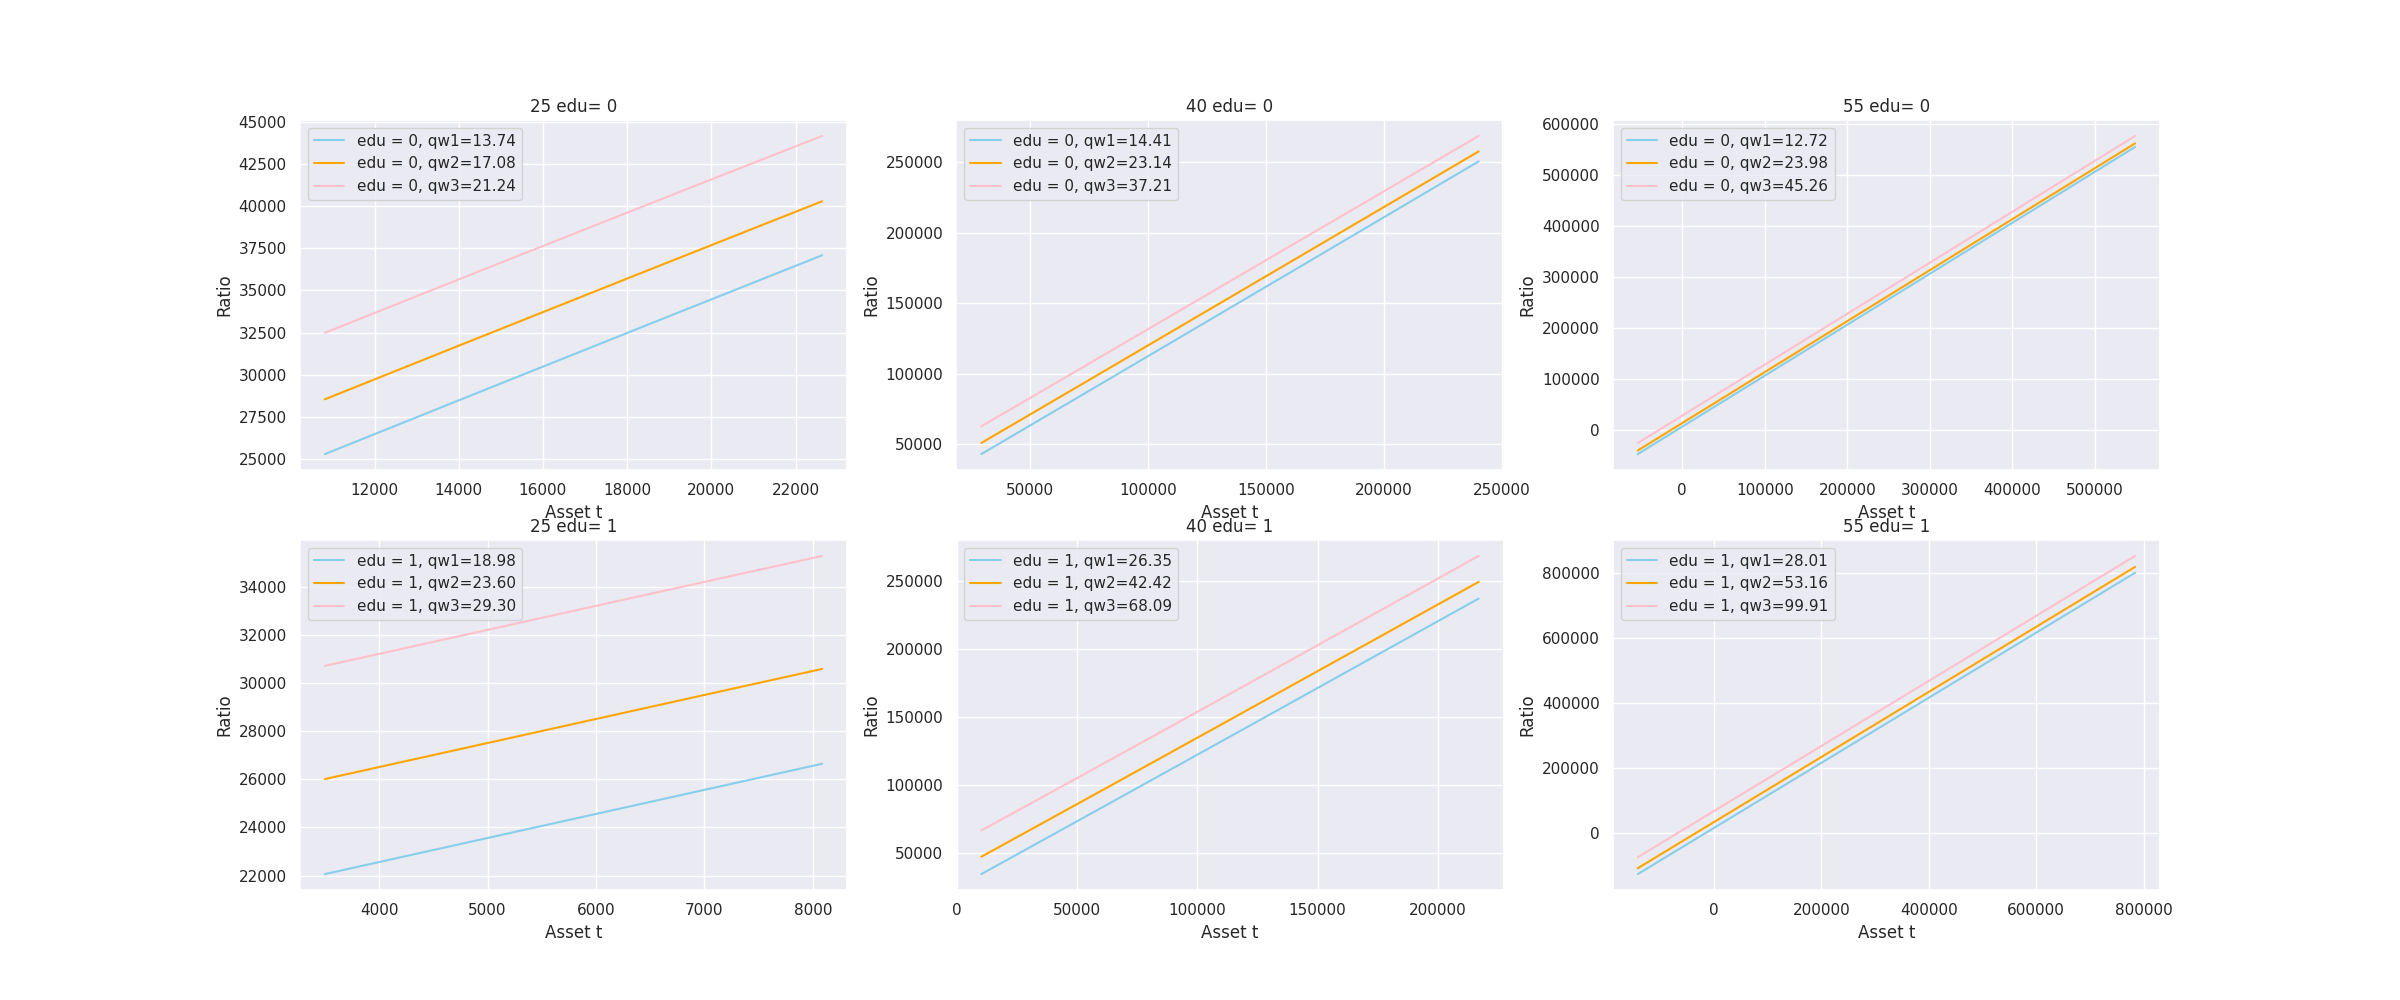 25 edu= 0
45000
42500
40000
37500
35000
32500
30000
27500
25000
Ratio
edu = 0, qw1=13.74
edu = 0, qw2=17.08
edu = 0, qw3=21.24
12000 14000 16000 18000 20000 22000
Asset t
40 edu= 0
250000
200000
150000
100000
50000
Ratio
edu = 0, qw1=14.41
edu = 0, qw2=23.14
edu = 0, qw3=37.21
50000 100000 150000 200000 250000
Asset t
55 edu= 0
600000
500000
400000
300000
200000
100000
0
Ratio
edu = 0, qw1=12.72
edu = 0, qw2=23.98
edu = 0, qw3=45.26
0 100000 200000 300000 400000 500000
Asset t
25 edu= 1
34000
32000
30000
28000
26000
24000
22000
Ratio
edu = 1, qw1=18.98
edu = 1, qw2=23.60
edu = 1, qw3=29.30
4000 5000 6000 7000 8000
Asset t
40 edu= 1
250000
200000
150000
100000
50000
Ratio
edu = 1, qw1=26.35
edu = 1, qw2=42.42
edu = 1, qw3=68.09
0 50000 100000 150000 200000
Asset t
55 edu= 1
800000
600000
400000
200000
0
Ratio
edu = 1, qw1=28.01
edu = 1, qw2=53.16
edu = 1, qw3=99.91
0 200000 400000 600000 800000
Asset t